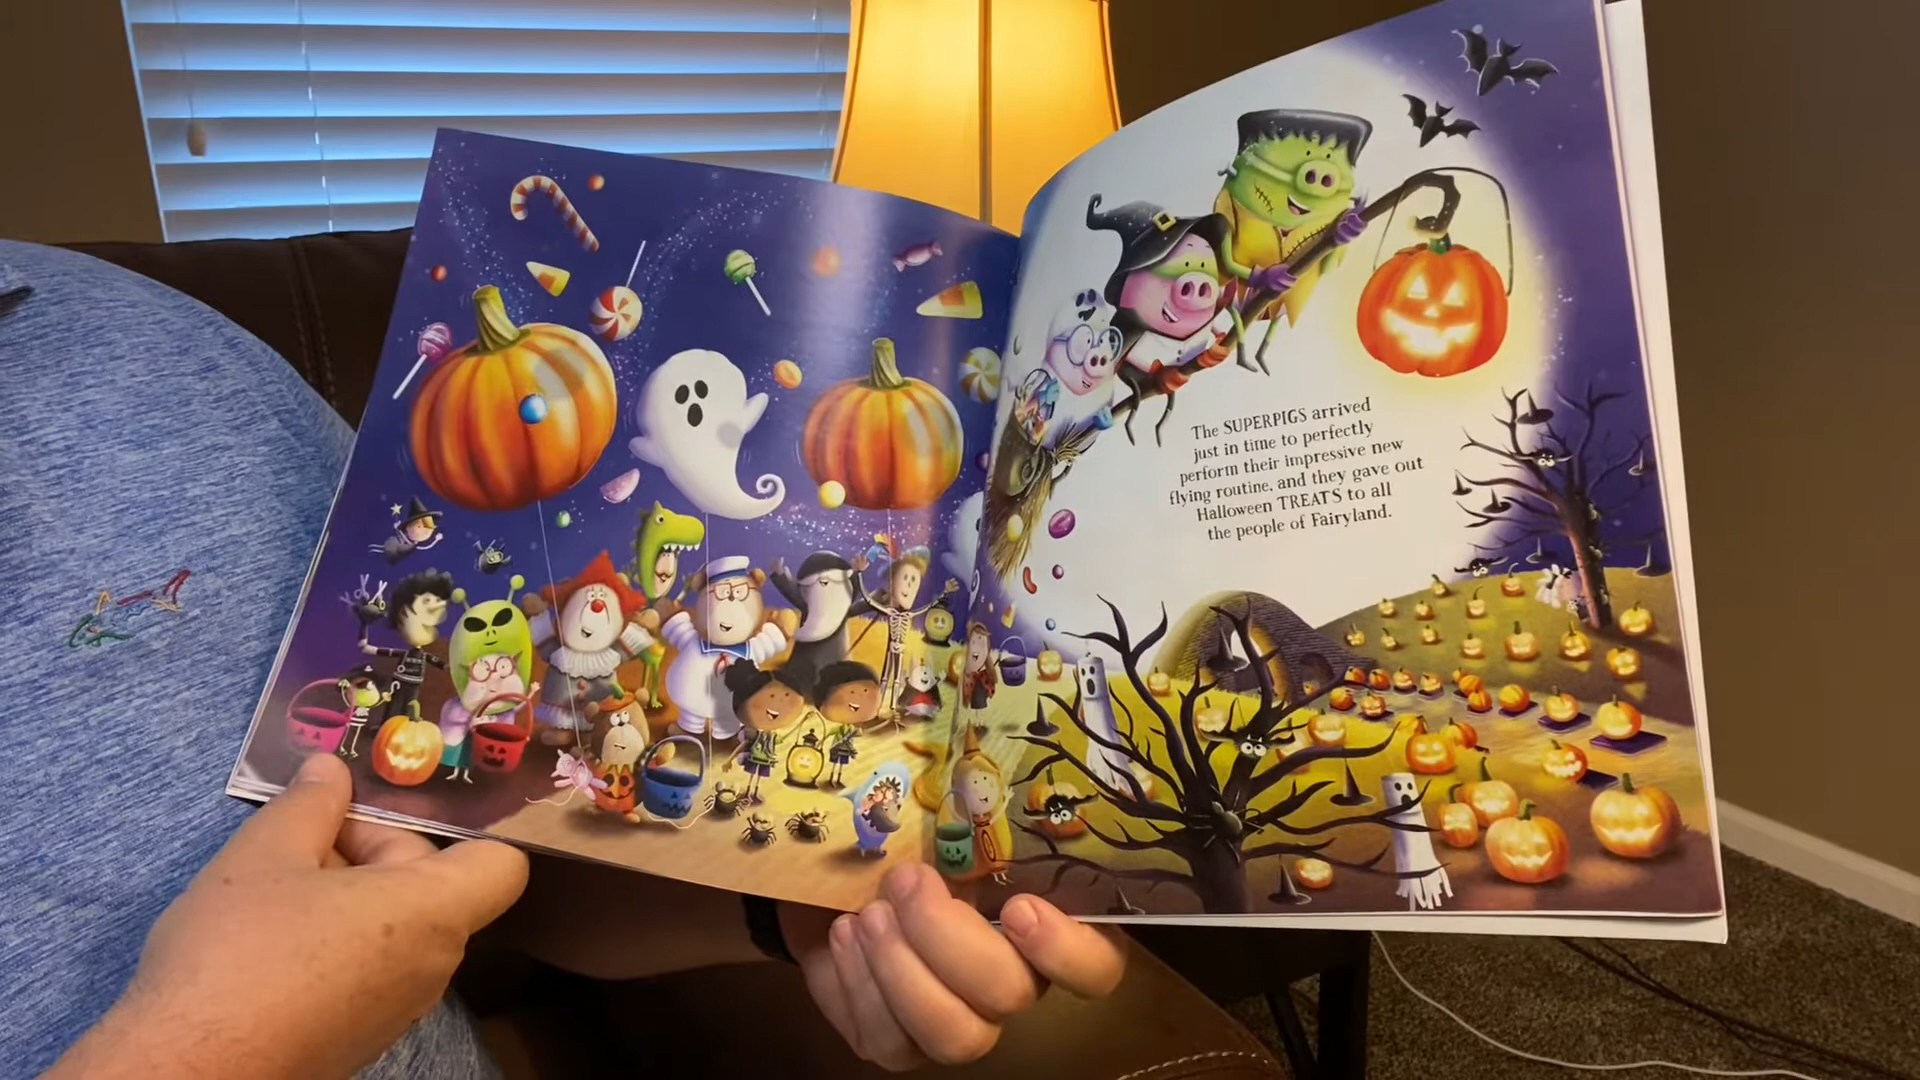 The SUPERPIGS arrived
just in time to perfectly
perform their impressive new
flying routine, and they gave out
Halloween TREATS to all
the people of Fairyland.